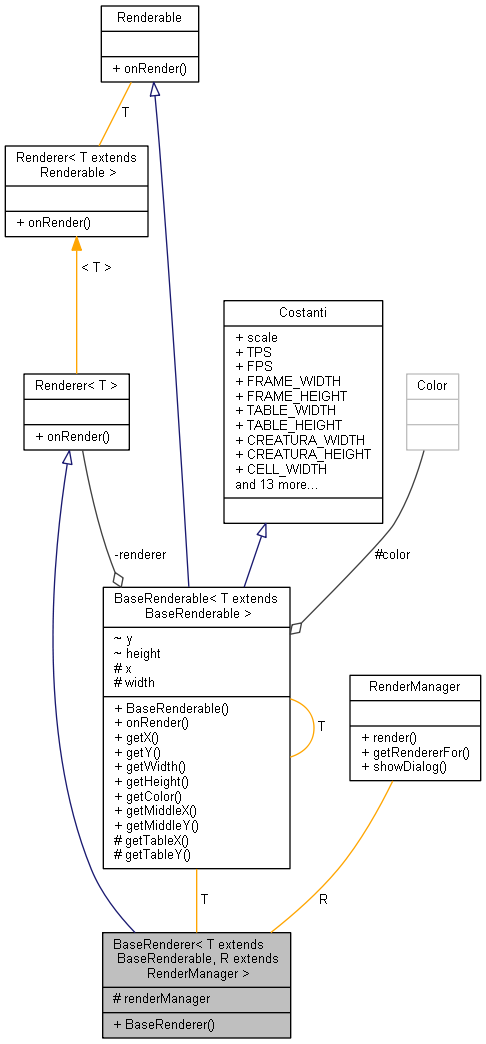 Renderable
+ onRender()
T
Renderer< T extends
Renderable >
+ onRender()
< T >
Costanti
+ scale
+ TPS
+ FPS
+ FRAME_WIDTH
+ FRAME_HEIGHT
+ TABLE_WIDTH
+ TABLE_HEIGHT
+ CREATURA_WIDTH
+ CREATURA_HEIGHT
+ CELL_WIDTH
and 13 more...
Renderer< T >
+ onRender()
Color
-renderer
#color
BaseRenderable< T extends
BaseRenderable >
~ y
~ height
# x
# width
+ BaseRenderable()
+ onRender()
+ getX()
+ getY()
+ getWidth()
+ getHeight()
+ getColor()
+ getMiddleX()
+ getMiddleY()
# getTableX()
# getTableY()
T
RenderManager
+ render()
+ getRendererFor()
+ showDialog()
T
R
BaseRenderer< T extends
BaseRenderable, R extends
RenderManager >
# renderManager
+ BaseRenderer()